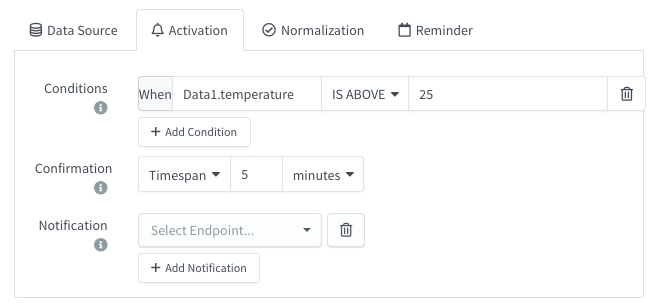 Data Source Activation Normalization Reminder
Conditions When Data1.temperature IS ABOVE 25
+ Add Condition
Confirmation Timespan 5 minutes
Notification Select Endpoint...
+ Add Notification